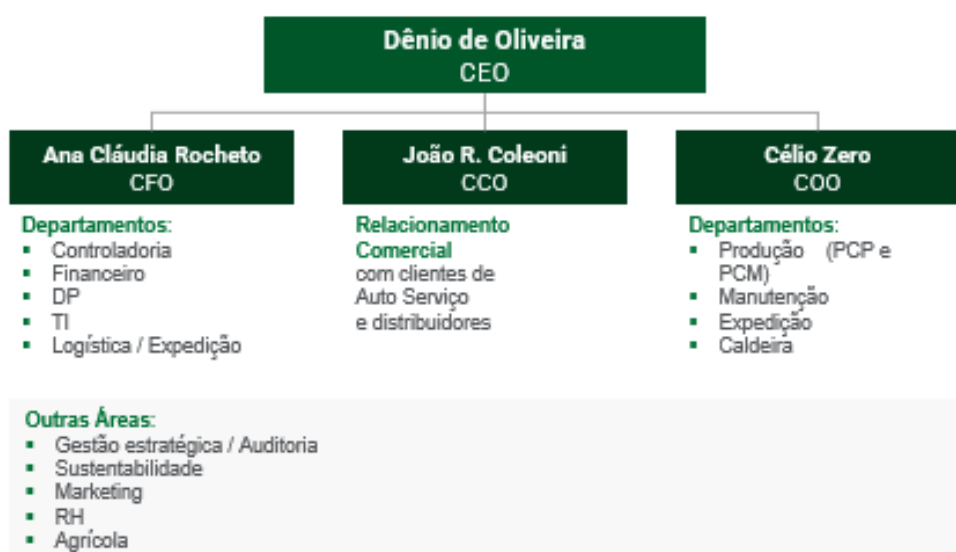 Dênio de Oliveira
CEO
Ana Cláudia Rocheto
CFO
Departamentos:
▪ Controladoria
▪ Financeiro
▪ DP
▪ TI
▪ Logística / Expedição
João R. Coleoni
CCO
Relacionamento
Comercial
com clientes de
Auto Serviço
e distribuidores
Célio Zero
COO
Departamentos:
▪ Produção (PCP e
PCM)
▪ Manutenção
▪ Expedição
▪ Caldeira
Outras Áreas:
▪ Gestão estratégica / Auditoria
▪ Sustentabilidade
▪ Marketing
▪ RH
▪ Agrícola